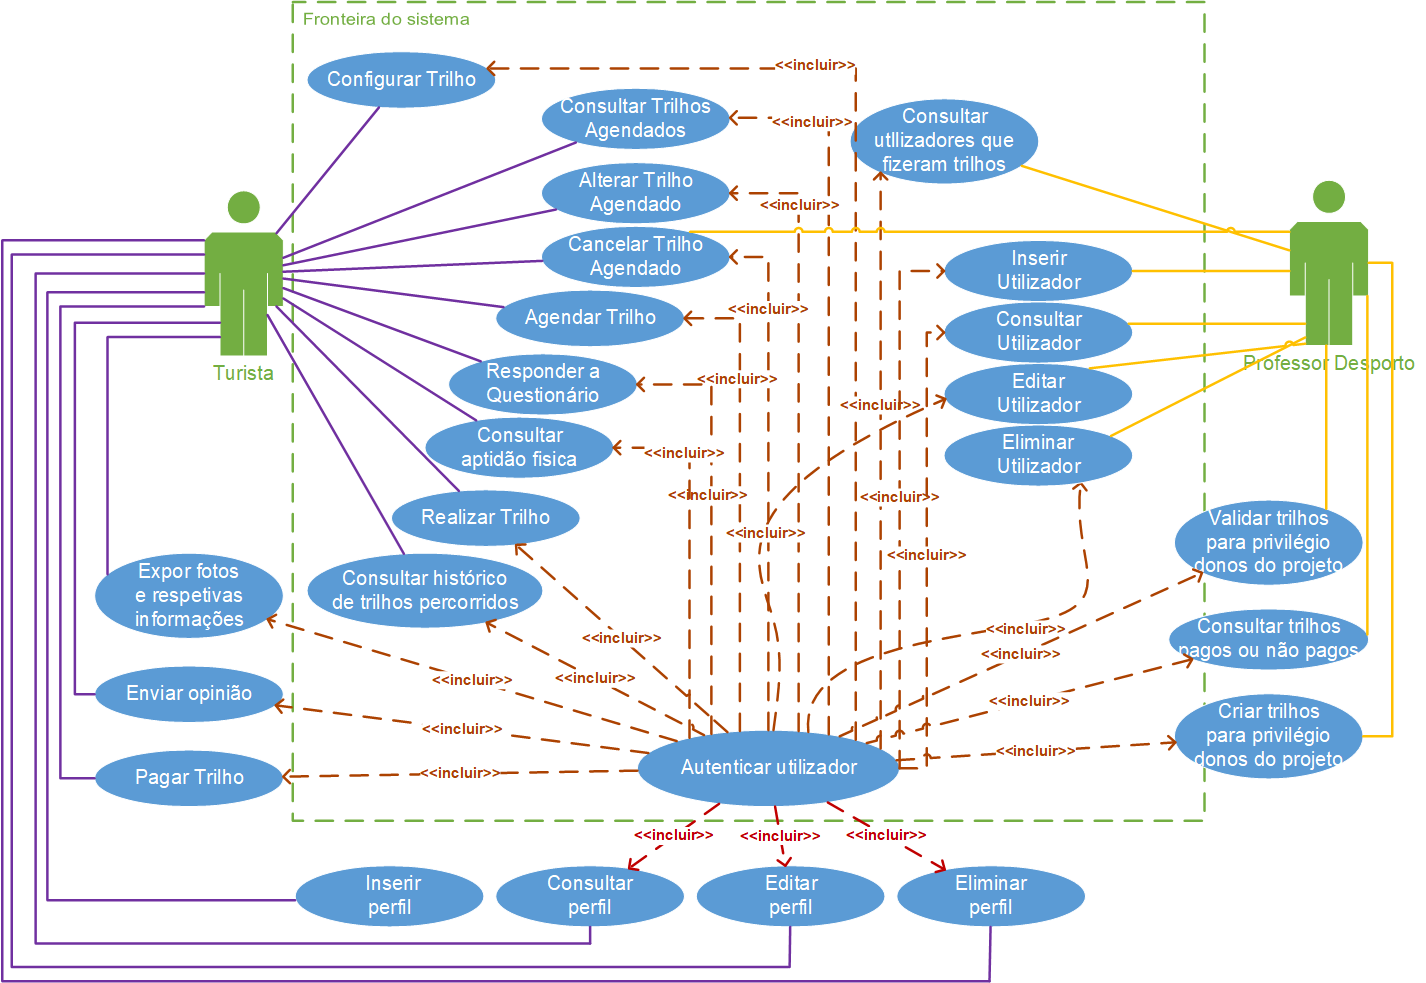 Fronteira do sistema
Configurar Trilho
<<incluir>>
Consultar Trilhos
Agendados
<<incluir>>
Consultar
utIlizadores que
fizeram trilhos
Alterar Trilho
Agendado
<<incluir>>
Cancelar Trilho
Agendado
Inserir
Utilizador
Agendar Trilho
<<incluir>>
Consultar
Utilizador
Turista
Professor Desporto
Responder a
Questionário
<<incluir>>
Editar
Utilizador
<<incluir>>
Consultar
aptidão fisica
<<incluir>>
Eliminar
Utilizador
<<incluir>>
<<incluir>>
Realizar Trilho
<<incluir>>
Validar trilhos
para privilégio
donos do projeto
<<incluir>>
Expor fotos
e respetivas
informações
Consultar histórico
de trilhos percorridos
<<incluir>>
<<incluir>>
Consultar trilhos
pagos ou não pagos
<<incluir>>
<<incluir>>
<<incluir>>
Enviar opinião
<<incluir>>
<<incluir>>
Criar trilhos
para privilégio
donos do projeto
<<incluir>>
Pagar Trilho
<<incluir>>
Autenticar utilizador
<<incluir>>
<<incluir>>
<<incluir>>
Inserir
perfil
Consultar
perfil
Editar
perfil
Eliminar
perfil